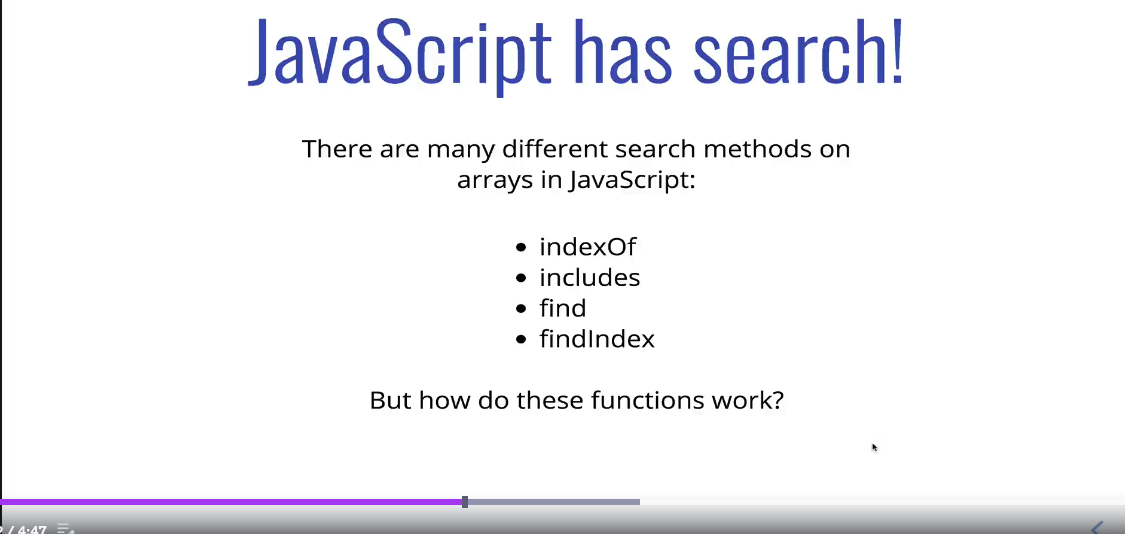 JavaScript has search!
There are many different search methods on
arrays in JavaScript:
indexOf
includes
find
findIndex
But how do these functions work?
/ 4:47